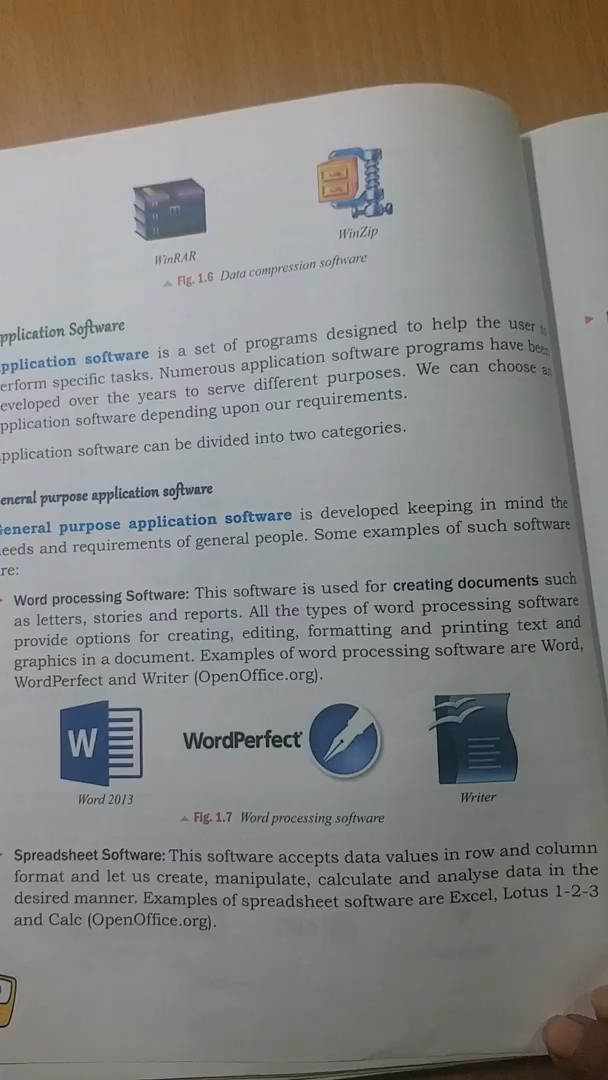 WinRAR
WinZip
Fig. 1.6 Data compression software
pplication Software
pplication software is a set of programs designed to help the user to
erform specific tasks. Numerous application software programs have been
eveloped over the years to serve different purposes. We can choose an
pplication software depending upon our requirements.
pplication software can be divided into two categories.
eneral purpose application software
General purpose application software is developed keeping in mind the
eeds and requirements of general people. Some examples of such software
re:
Word processing Software: This software is used for creating documents such
as letters, stories and reports. All the types of word processing software
provide options for creating, editing, formatting and printing text and
graphics in a document. Examples of word processing software are Word,
WordPerfect and Writer (OpenOffice.org).
W
WordPerfect
Word 2013
Writer
Fig. 1.7 Word processing software
Spreadsheet Software: This software accepts data values in row and column
format and let us create, manipulate, calculate and analyse data in the
desired manner. Examples of spreadsheet software are Excel, Lotus 1-2-3
and Calc (OpenOffice.org).